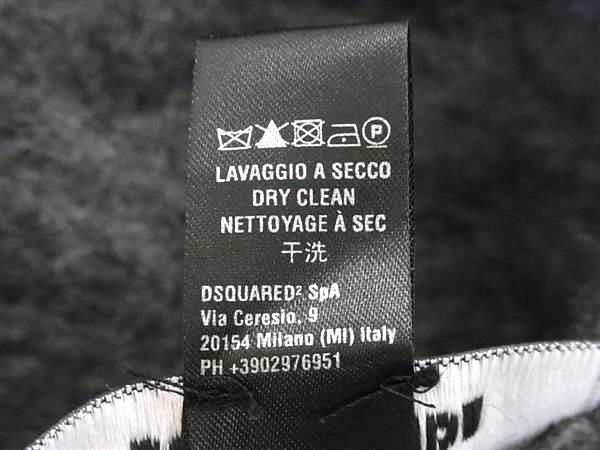 LAVAGGIO A SECCO
DRY CLEAN
NETTOYAGE À SEC
干洗
DSQUARED² SpA
Via Ceresio, 9
20154 Milano (MI) Italy
PH +3902976951